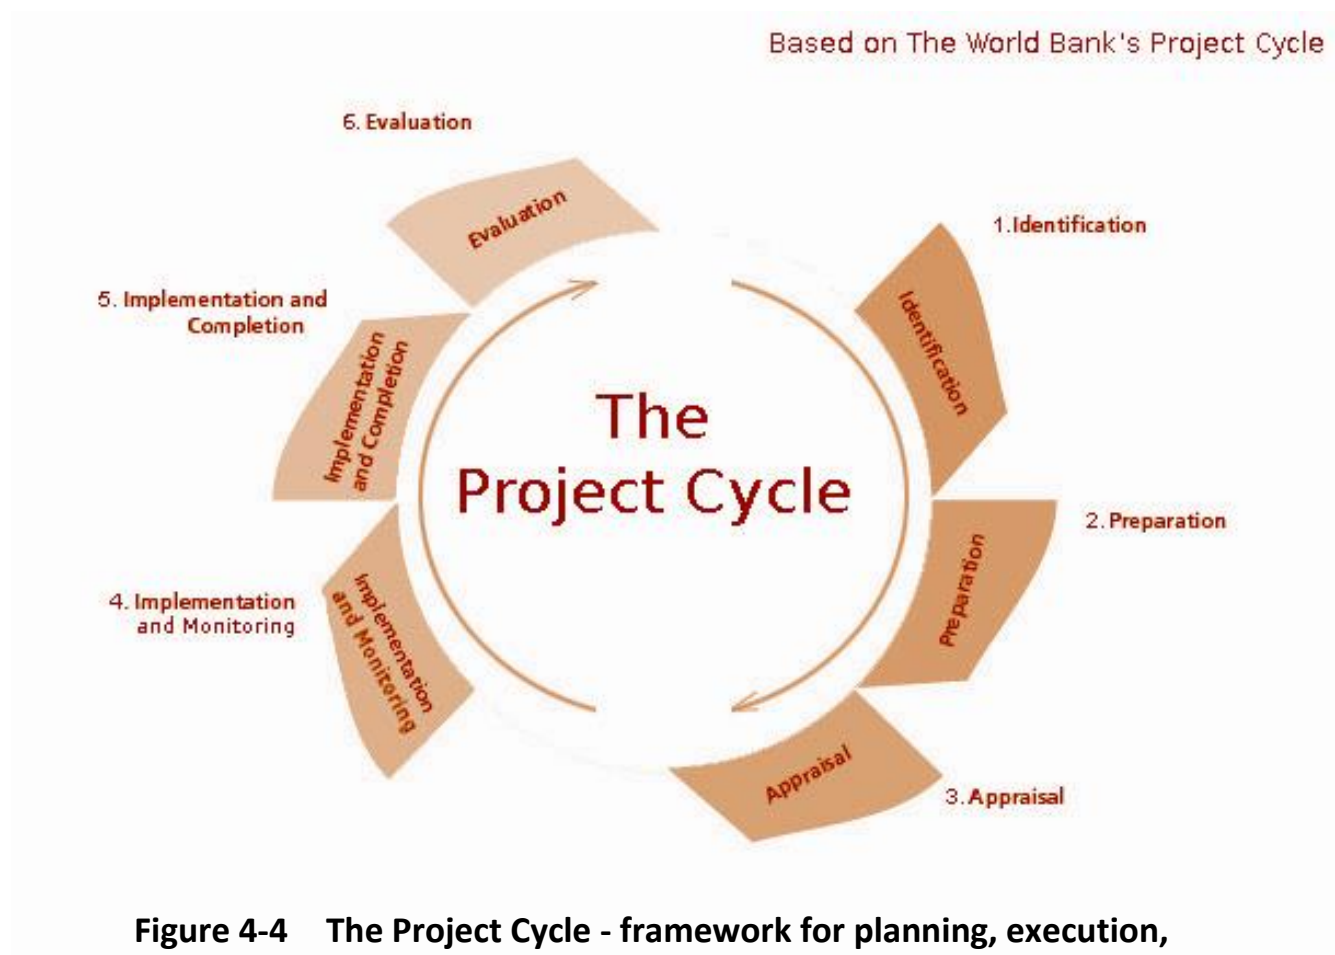 Based on The World Bank's Project Cycle
6. Evaluation
Evaluation
1.Identification
Identification
5. Implementation and
Completion
Implementation
and Completion
The
Project Cycle
2. Preparation
Preparation
4. Implementation
and Monitoring
Implementation
and Monitoring
Appraisal
3. Appraisal
Figure 4-4 The Project Cycle - framework for planning, execution,